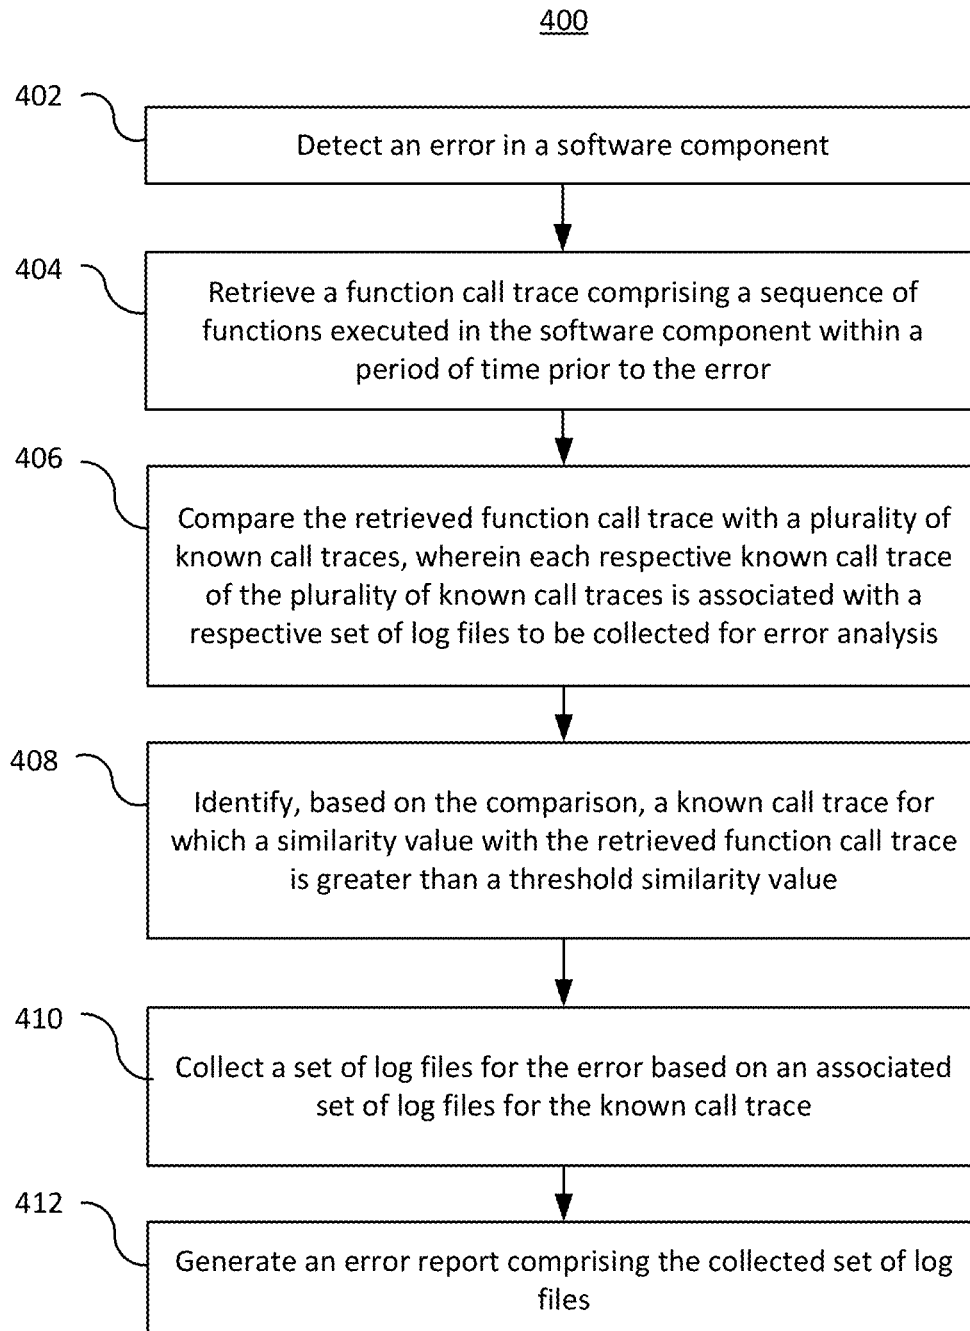 400
402
Detect an error in a software component
404
Retrieve a function call trace comprising a sequence of
functions executed in the software component within a
period of time prior to the error
406
Compare the retrieved function call trace with a plurality of
known call traces, wherein each respective known call trace
of the plurality of known call traces is associated with a
respective set of log files to be collected for error analysis
408
Identify, based on the comparison, a known call trace for
which a similarity value with the retrieved function call trace
is greater than a threshold similarity value
410
Collect a set of log files for the error based on an associated
set of log files for the known call trace
412
Generate an error report comprising the collected set of log
files